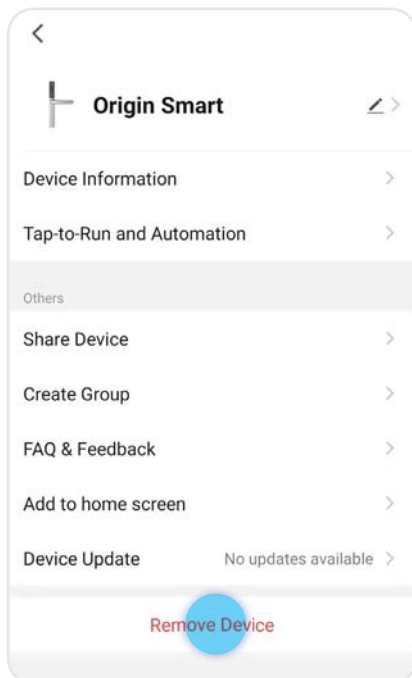 Origin Smart
Device Information
Tap-to-Run and Automation
Others
Share Device
Create Group
FAQ & Feedback
Add to home screen
Device Update No updates available
Remove Device